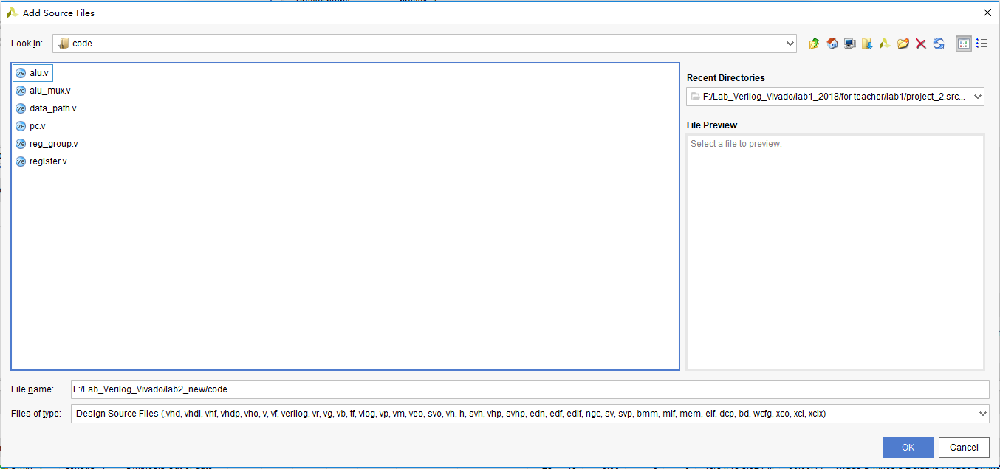 Project name project_4
Add Source Files
Look in: code
alu.v
alu_mux.v
data_path.v
pc.v
reg_group.v
register.v
Recent Directories
F:/Lab_Verilog_Vivado/lab1_2018/for teacher/lab1/project_2.src...
File Preview
Select a file to preview.
File name: F:/Lab_Verilog_Vivado/lab2_new/code
Files of type: Design Source Files (.vhd, vhdl, vhf, vhdp, vho, v, vf, verilog, vr, vg, vb, tf, vlog, vp, vm, veo, svo, vh, h, svh, vhp, svhp, edn, edf, edif, ngc, sv, svp, bmm, mif, mem, elf, dcp, bd, wcfg, xco, xci, xcix)
OK Cancel